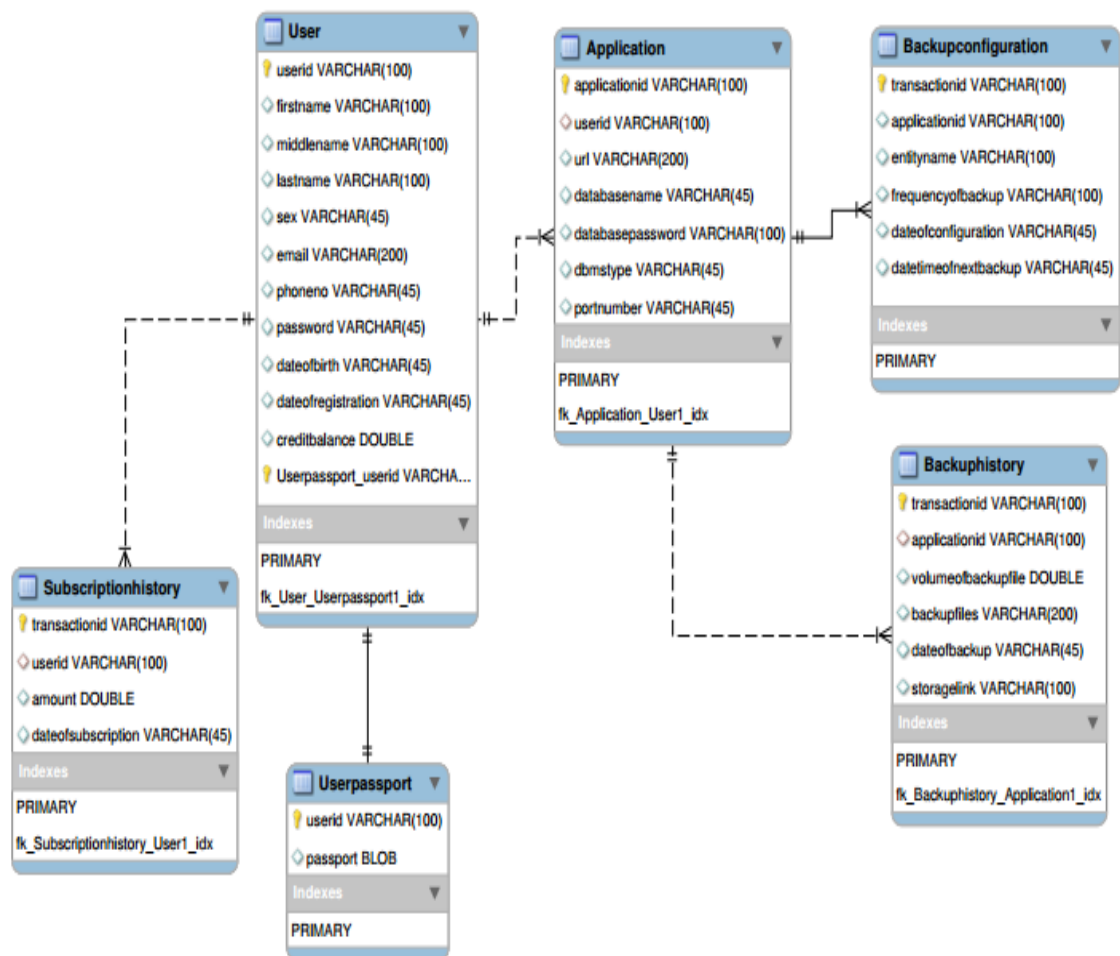 User
userid VARCHAR(100)
firstname VARCHAR(100)
middlename VARCHAR(100)
lastname VARCHAR(100)
sex VARCHAR(45)
email VARCHAR(200)
phoneno VARCHAR(45)
password VARCHAR(45)
dateofbirth VARCHAR(45)
dateofregistration VARCHAR(45)
creditbalance DOUBLE
Userpassport_userid VARCHA...
Indexes
PRIMARY
fk_User_Userpassport1_idx
Application
applicationid VARCHAR(100)
userid VARCHAR(100)
url VARCHAR(200)
databasename VARCHAR(45)
databasepassword VARCHAR(100)
dbmstype VARCHAR(45)
portnumber VARCHAR(45)
Indexes
PRIMARY
fk_Application_User1_idx
Backupconfiguration
transactionid VARCHAR(100)
applicationid VARCHAR(100)
entityname VARCHAR(100)
frequencyofbackup VARCHAR(100)
dateofconfiguration VARCHAR(45)
datetimeofnextbackup VARCHAR(45)
Indexes
PRIMARY
Backuphistory
transactionid VARCHAR(100)
applicationid VARCHAR(100)
volumeofbackupfile DOUBLE
backupfiles VARCHAR(200)
dateofbackup VARCHAR(45)
storagelink VARCHAR(100)
Indexes
PRIMARY
fk_Backuphistory_Application1_idx
Subscriptionhistory
transactionid VARCHAR(100)
userid VARCHAR(100)
amount DOUBLE
dateofsubscription VARCHAR(45)
Indexes
PRIMARY
fk_Subscriptionhistory_User1_idx
Userpassport
userid VARCHAR(100)
passport BLOB
Indexes
PRIMARY